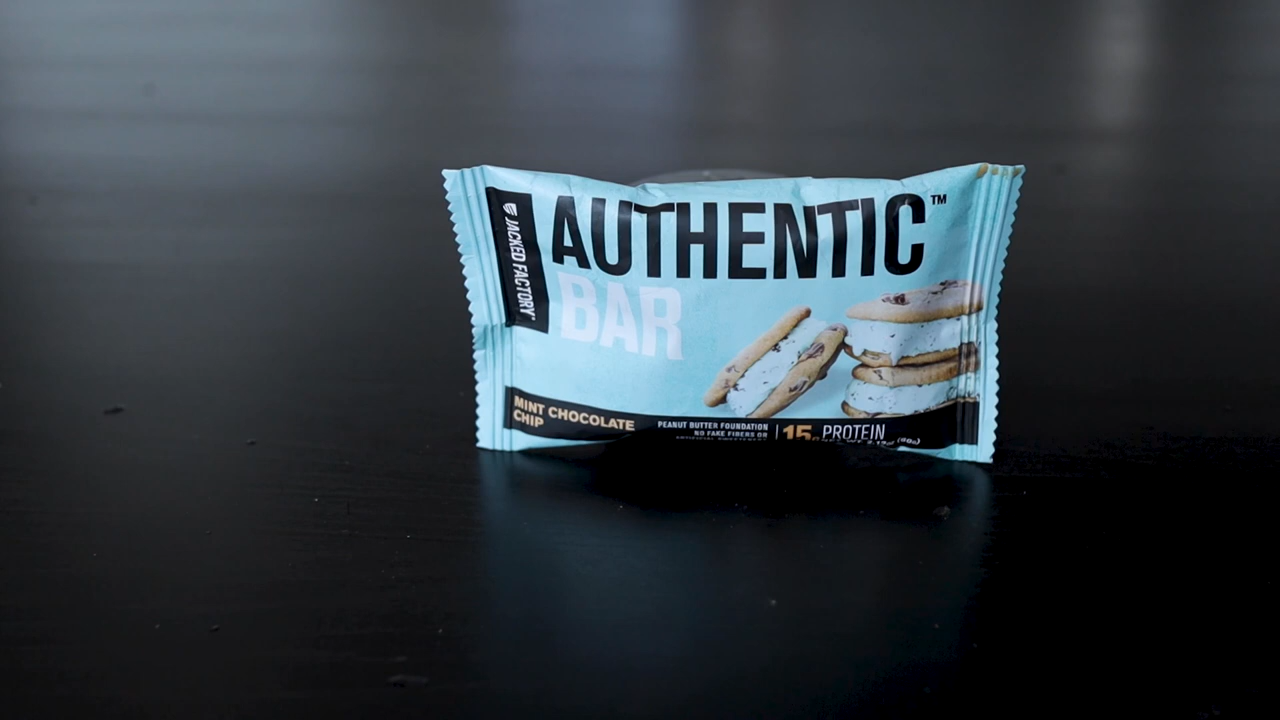 JACKED FACTORY
AUTHENTIC™
BAR
MINT CHOCOLATE
CHIP
PEANUT BUTTER FOUNDATION
NO FAKE FIBERS OR
15 PROTEIN